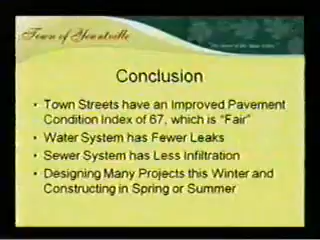 Town of Yountville
Conclusion
• Town Streets have an Improved Pavement
Condition Index of 67, which is "Fair"
• Water System has Fewer Leaks
• Sewer System has Less Infiltration
• Designing Many Projects this Winter and
Constructing in Spring or Summer